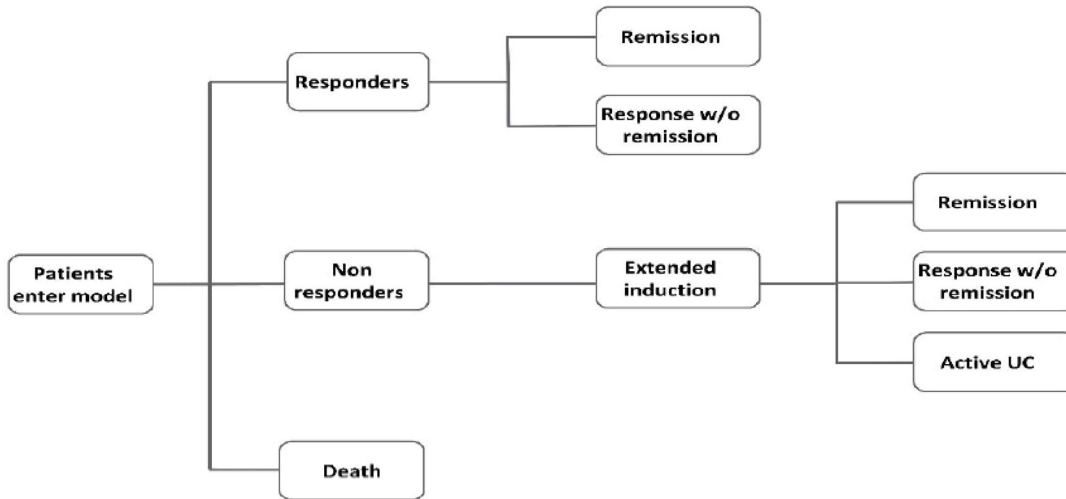 Patients
enter model
Responders
Remission
Response w/o
remission
Non
responders
Extended
induction
Remission
Response w/o
remission
Active UC
Death